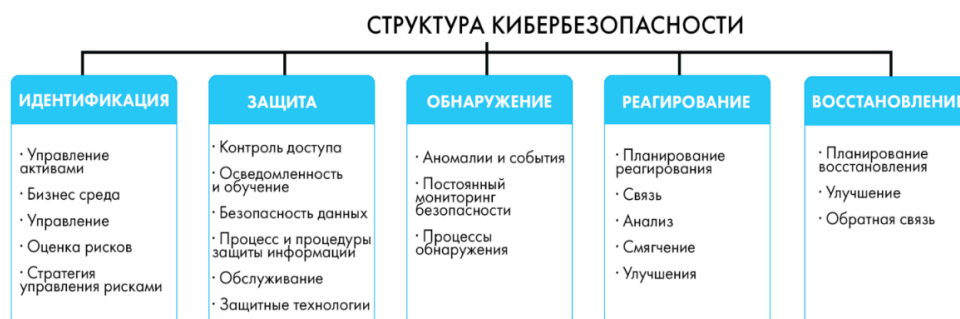 СТРУКТУРА КИБЕРБЕЗОПАСНОСТИ
ИДЕНТИФИКАЦИЯ
· Управление
активами
· Бизнес среда
· Управление
· Оценка рисков
· Стратегия
управления рисками
ЗАЩИТА
· Контроль доступа
· Осведомленность
и обучение
· Безопасность данных
· Процесс и процедуры
защиты информации
· Обслуживание
· Защитные технологии
ОБНАРУЖЕНИЕ
· Аномалии и события
· Постоянный
мониторинг
безопасности
· Процессы
обнаружения
РЕАГИРОВАНИЕ
· Планирование
реагирования
· Связь
· Анализ
· Смягчение
· Улучшения
ВОССТАНОВЛЕНИЕ
· Планирование
восстановления
· Улучшение
· Обратная связь